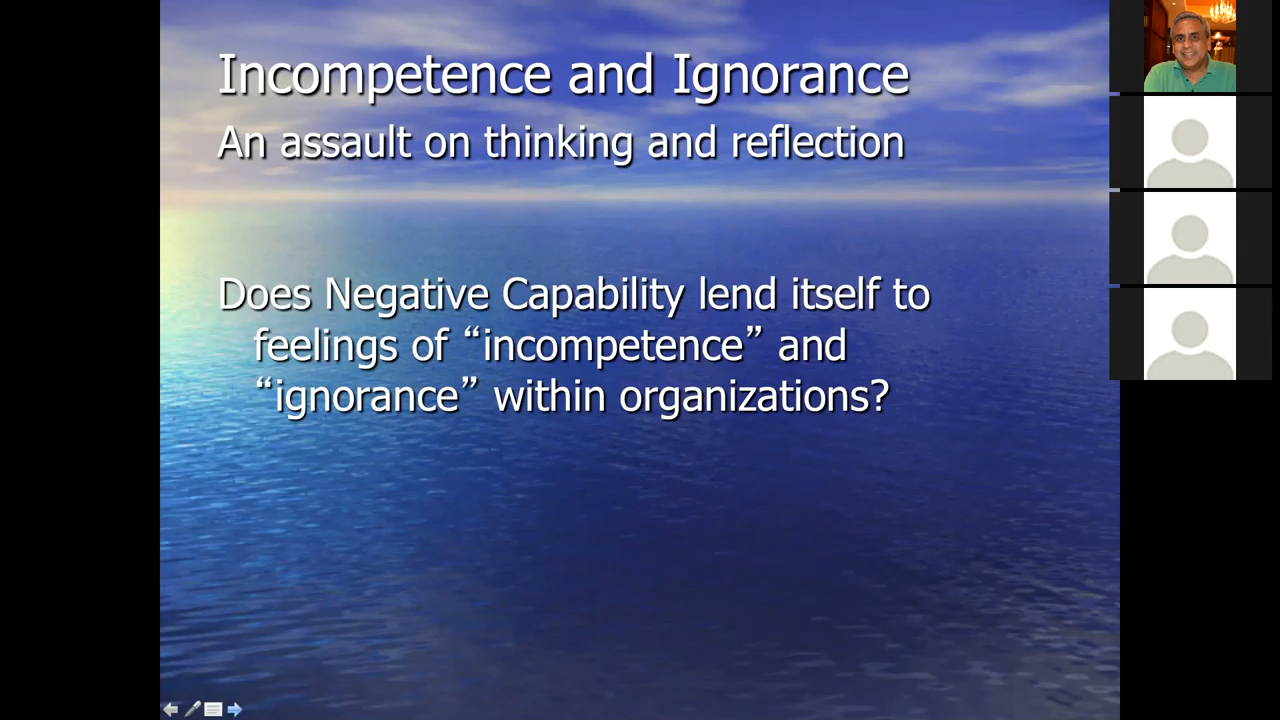 Incompetence and Ignorance
An assault on thinking and reflection
Does Negative Capability lend itself to
feelings of “incompetence” and
“ignorance” within organizations?